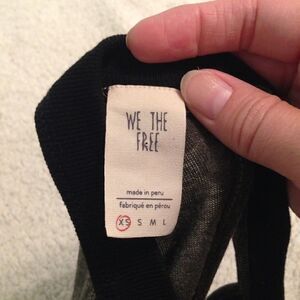 WE THE
FREE
made in peru
fabriqué en pérou
XS S M L